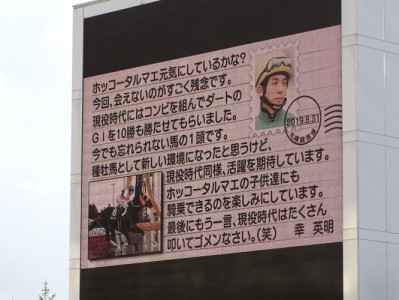 ホッコータルマエ元気にしているかな?
今回、会えないのがすごく残念です。
現役時代にはコンビを組んでダートの
GⅠを10勝も勝たせてもらいました。
今でも忘れられない馬の1頭です。
種牡馬として新しい環境になったと思うけど、
現役時代同様、活躍を期待しています。
ホッコータルマエの子供達にも
騎乗できるのを楽しみにしています。
最後にもう一言、現役時代はたくさん
叩いてゴメンなさい。(笑) 幸 英明
2019.8.31